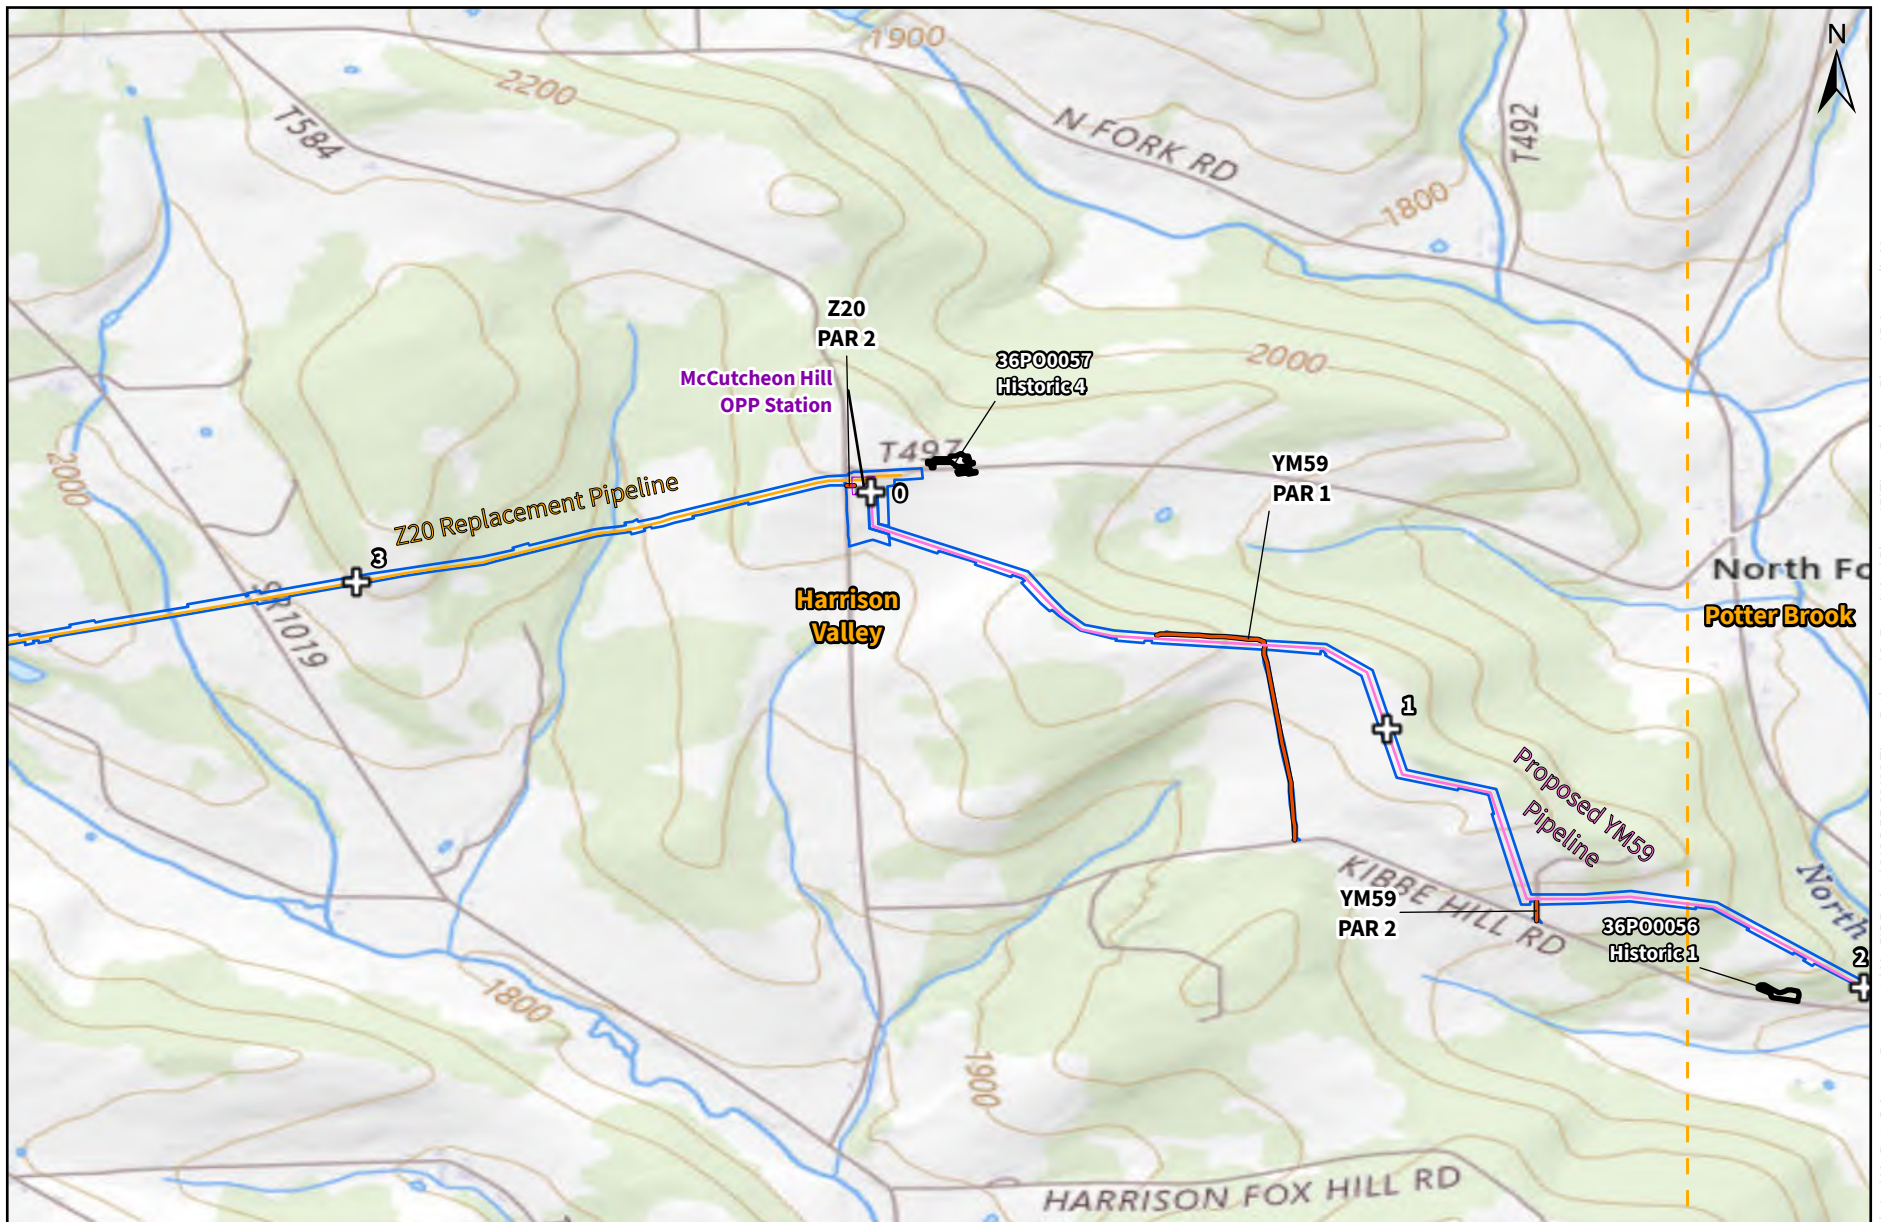 1900
N
2200
T584
N FORK RD
T492
1800
Z20
PAR 2
36PO0057
Historic 4
2000
McCutcheon Hill
OPP Station
T497
YM59
PAR 1
2000
Z20 Replacement Pipeline
0
3
North Fo
Harrison
Valley
Potter Brook
SR1019
1
Proposed YM59
Pipeline
KIBBE HILL RD
YM59
PAR 2
North
36PO0056
Historic 1
2
1800
1900
HARRISON FOX HILL RD